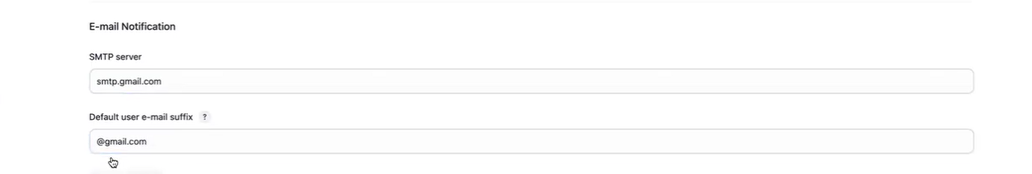 E-mail Notification
SMTP server
smtp.gmail.com
Default user e-mail suffix ?
@gmail.com